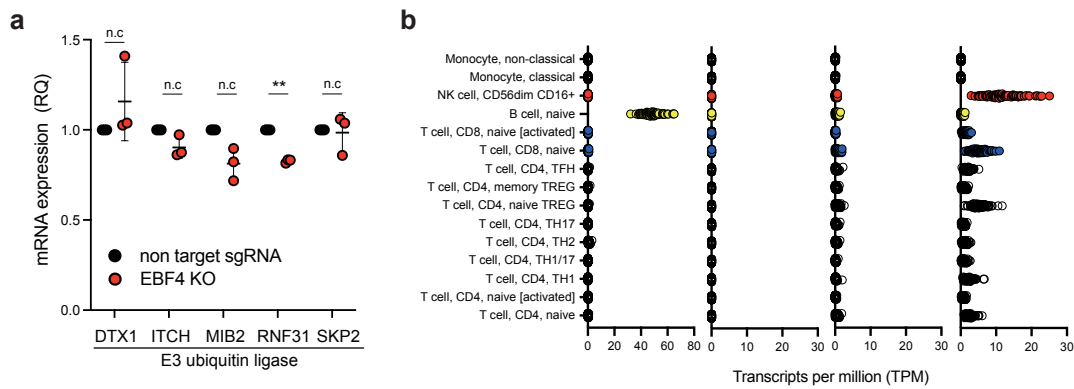 a
n.c
n.c
n.c
**
n.c
mRNA expression (RQ)
1.5
1.0
0.5
0.0
non target sgRNA
EBF4 KO
DTX1 ITCH MIB2 RNF31 SKP2
E3 ubiquitin ligase
b
Monocyte, non-classical
Monocyte, classical
NK cell, CD56dim CD16+
B cell, naive
T cell, CD8, naive [activated]
T cell, CD8, naive
T cell, CD4, TFH
T cell, CD4, memory TREG
T cell, CD4, naive TREG
T cell, CD4, TH17
T cell, CD4, TH2
T cell, CD4, TH1/17
T cell, CD4, TH1
T cell, CD4, naive [activated]
T cell, CD4, naive
0 20 40 60 80
0 10 20 30
0 10 20 30
0 10 20 30
Transcripts per million (TPM)